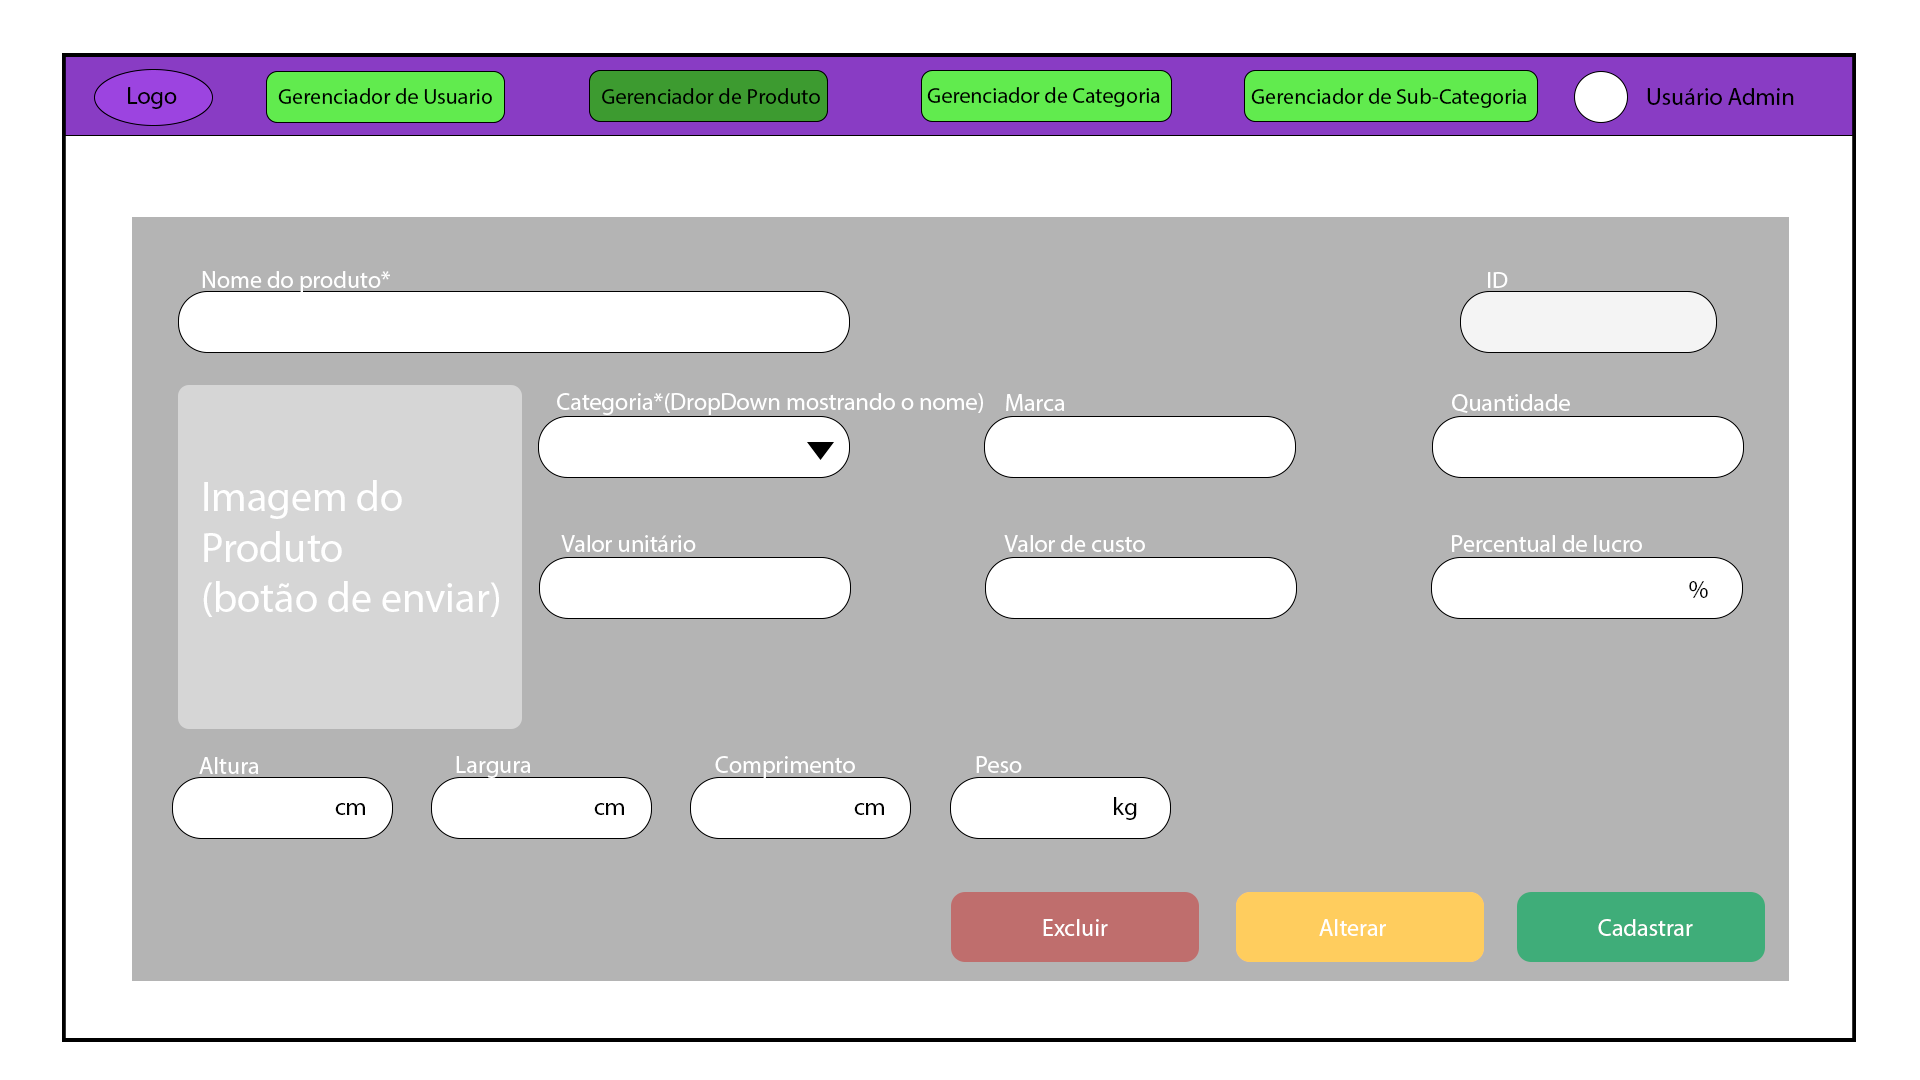 Logo
Gerenciador de Usuario
Gerenciador de Produto
Gerenciador de Categoria
Gerenciador de Sub-Categoria
Usuário Admin
Nome do produto*
ID
Categoria*(DropDown mostrando o nome)
Marca
Quantidade
Imagem do
Produto
(botão de enviar)
Valor unitário
Valor de custo
Percentual de lucro
%
Altura
Largura
Comprimento
Peso
cm
cm
cm
kg
Excluir
Alterar
Cadastrar